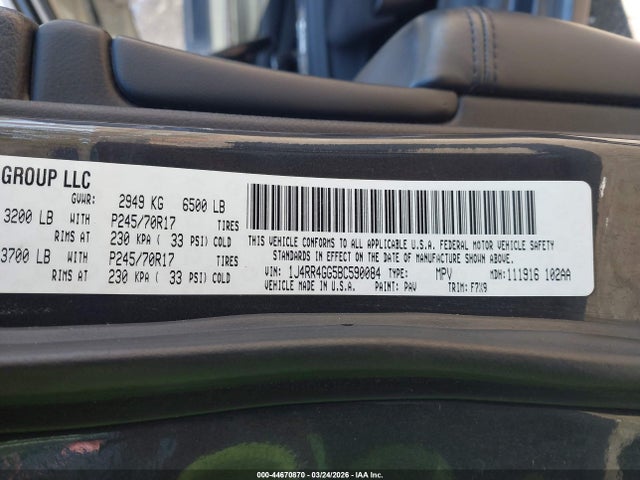 GROUP LLC
GVWR: 2949 KG 6500 LB
3200 LB WITH P245/70R17 TIRES
RIMS AT 230 KPA ( 33 PSI) COLD
3700 LB WITH P245/70R17 TIRES
RIMS AT 230 KPA ( 33 PSI) COLD
THIS VEHICLE CONFORMS TO ALL APPLICABLE U.S.A. FEDERAL MOTOR VEHICLE SAFETY
STANDARDS IN EFFECT ON THE DATE OF MANUFACTURE SHOWN ABOVE.
VIN: 1J4RR4GG5BC590084 TYPE: MPV MDH: 111916 102AA
VEHICLE MADE IN U.S.A. PAINT: PAV TRIM: F7X9
000-44670870 - 03/24/2026 - IAA Inc.